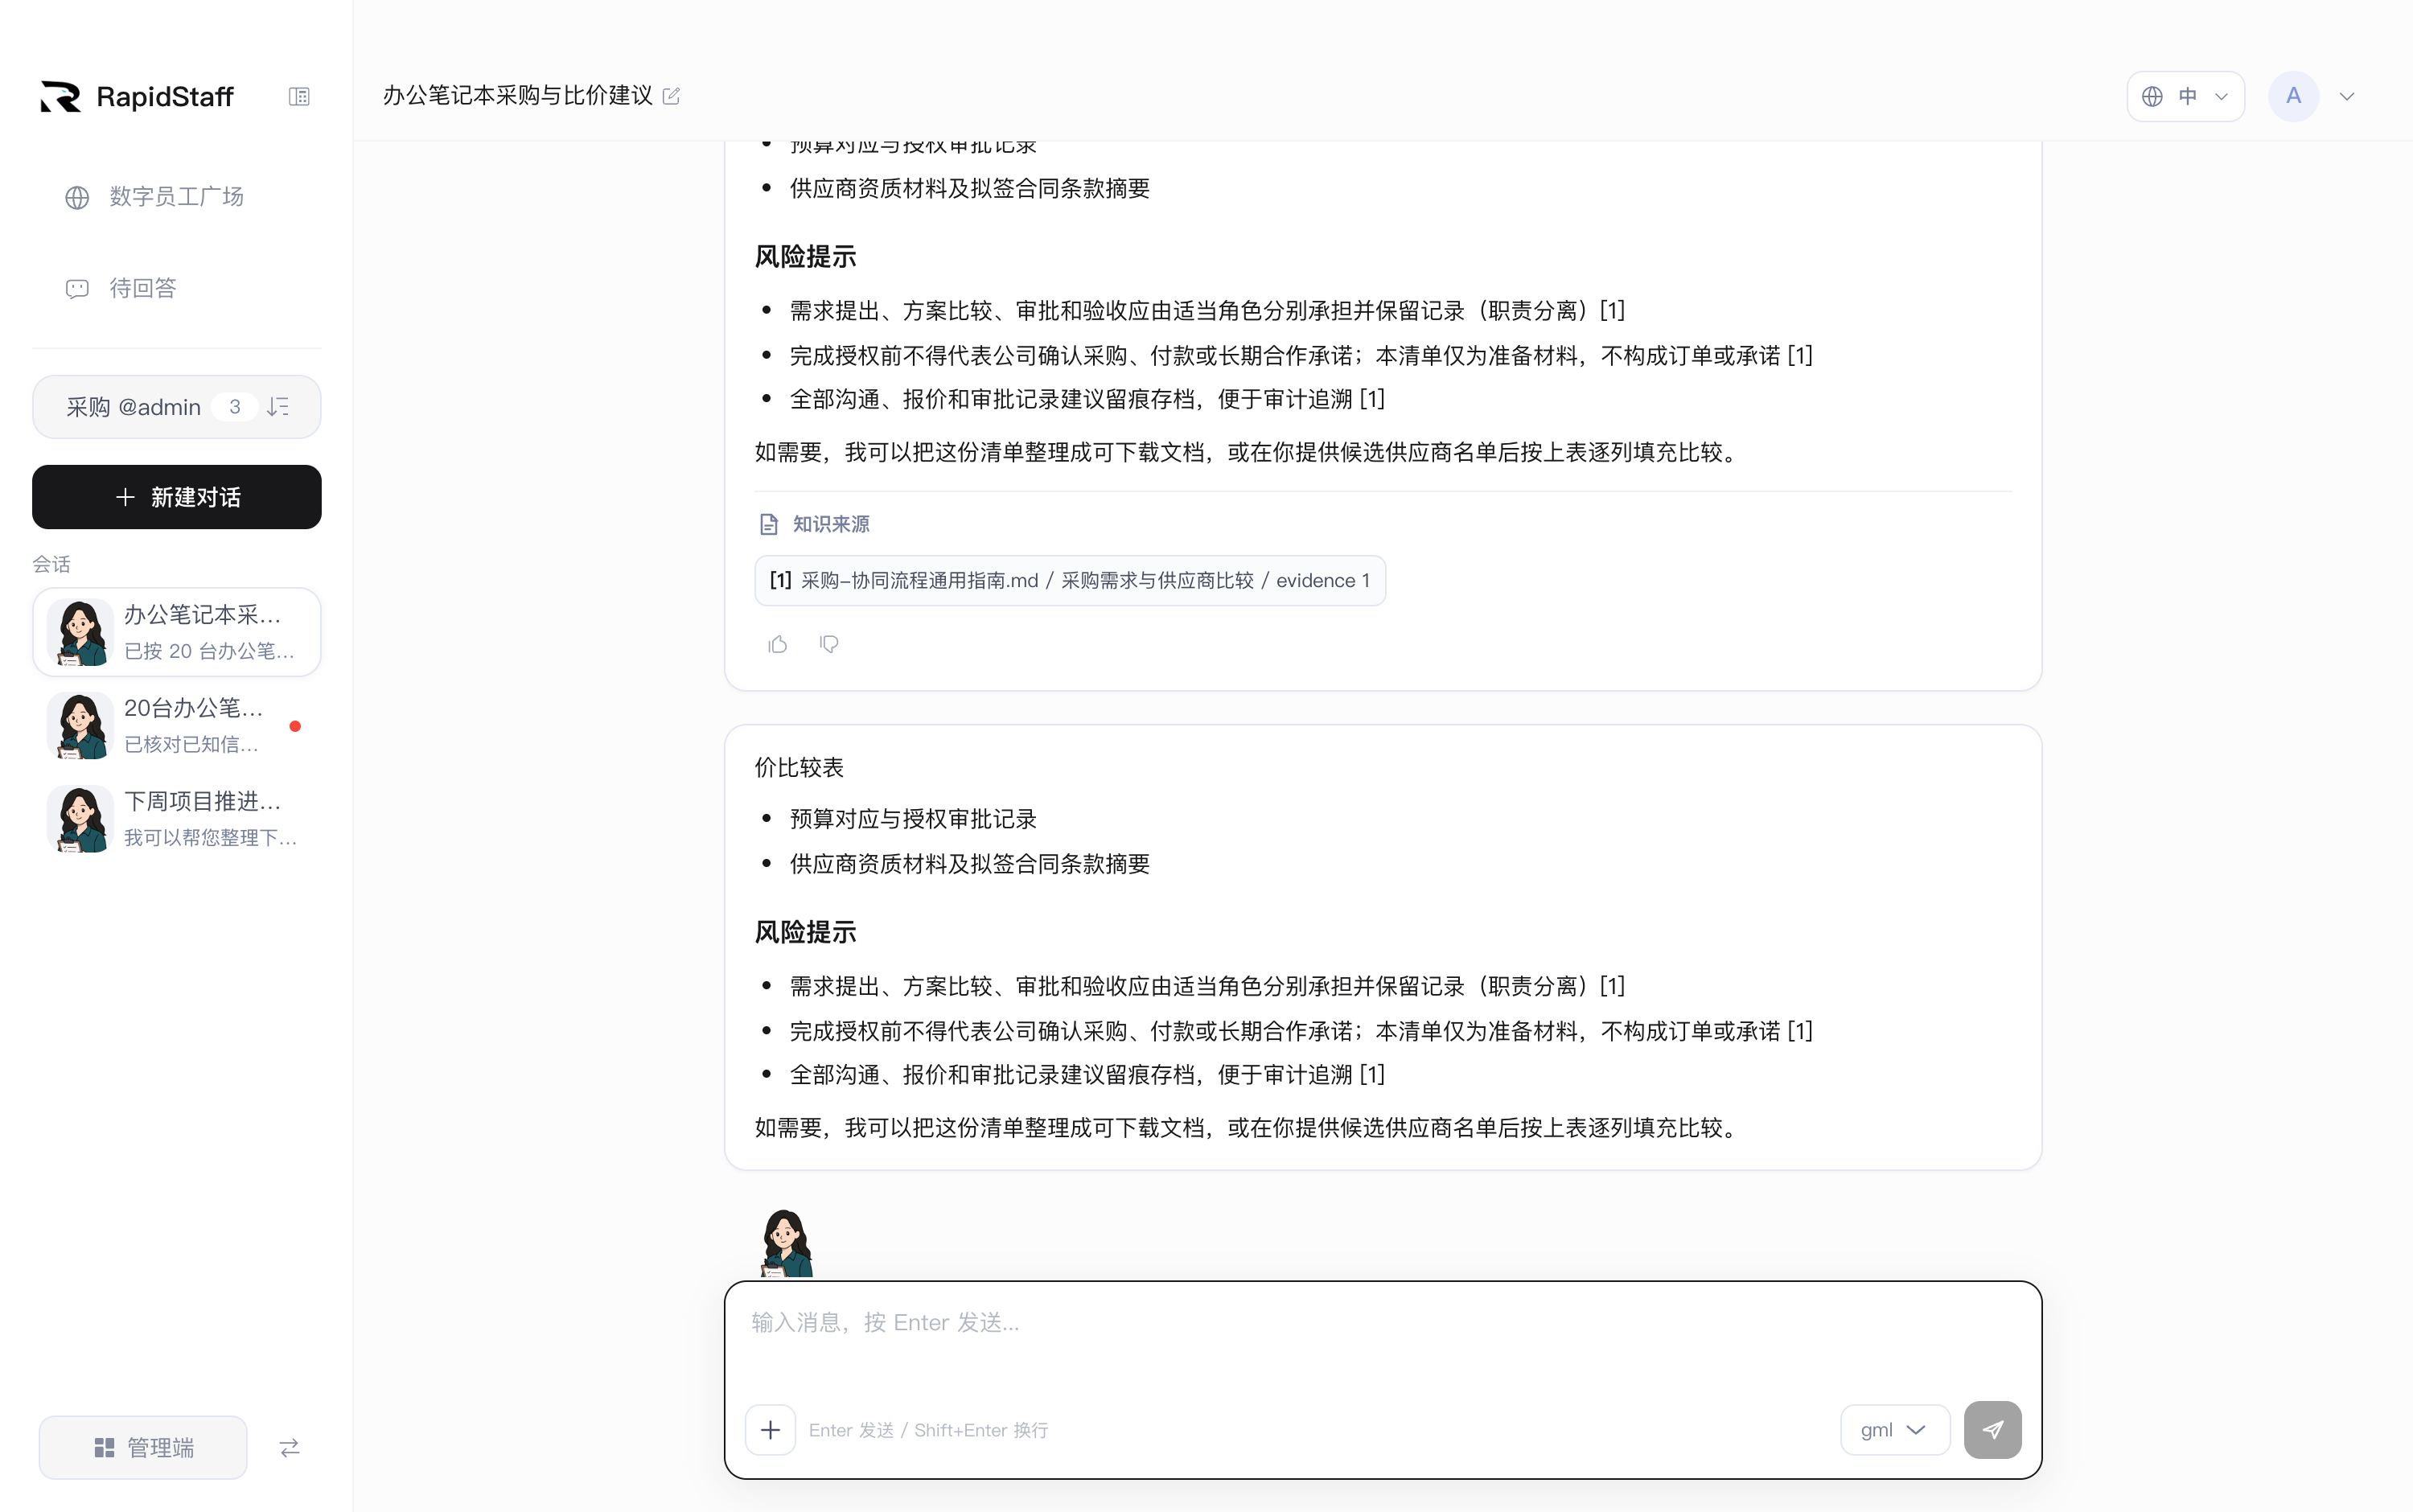 RapidStaff
数字员工广场
待回答
采购 @admin 3
新建对话
会话
办公笔记本采...
已按 20 台办公笔...
20台办公笔...
已核对已知信...
下周项目推进...
我可以帮您整理下...
管理端
办公笔记本采购与比价建议
中
A
预算对应与授权审批记录
供应商资质材料及拟签合同条款摘要
风险提示
需求提出、方案比较、审批和验收应由适当角色分别承担并保留记录（职责分离）[1]
完成授权前不得代表公司确认采购、付款或长期合作承诺；本清单仅为准备材料，不构成订单或承诺 [1]
全部沟通、报价和审批记录建议留痕存档，便于审计追溯 [1]
如需要，我可以把这份清单整理成可下载文档，或在你提供候选供应商名单后按上表逐列填充比较。
知识来源
[1] 采购-协同流程通用指南.md / 采购需求与供应商比较 / evidence 1
价比较表
预算对应与授权审批记录
供应商资质材料及拟签合同条款摘要
风险提示
需求提出、方案比较、审批和验收应由适当角色分别承担并保留记录（职责分离）[1]
完成授权前不得代表公司确认采购、付款或长期合作承诺；本清单仅为准备材料，不构成订单或承诺 [1]
全部沟通、报价和审批记录建议留痕存档，便于审计追溯 [1]
如需要，我可以把这份清单整理成可下载文档，或在你提供候选供应商名单后按上表逐列填充比较。
输入消息，按 Enter 发送...
Enter 发送 / Shift+Enter 换行
gml